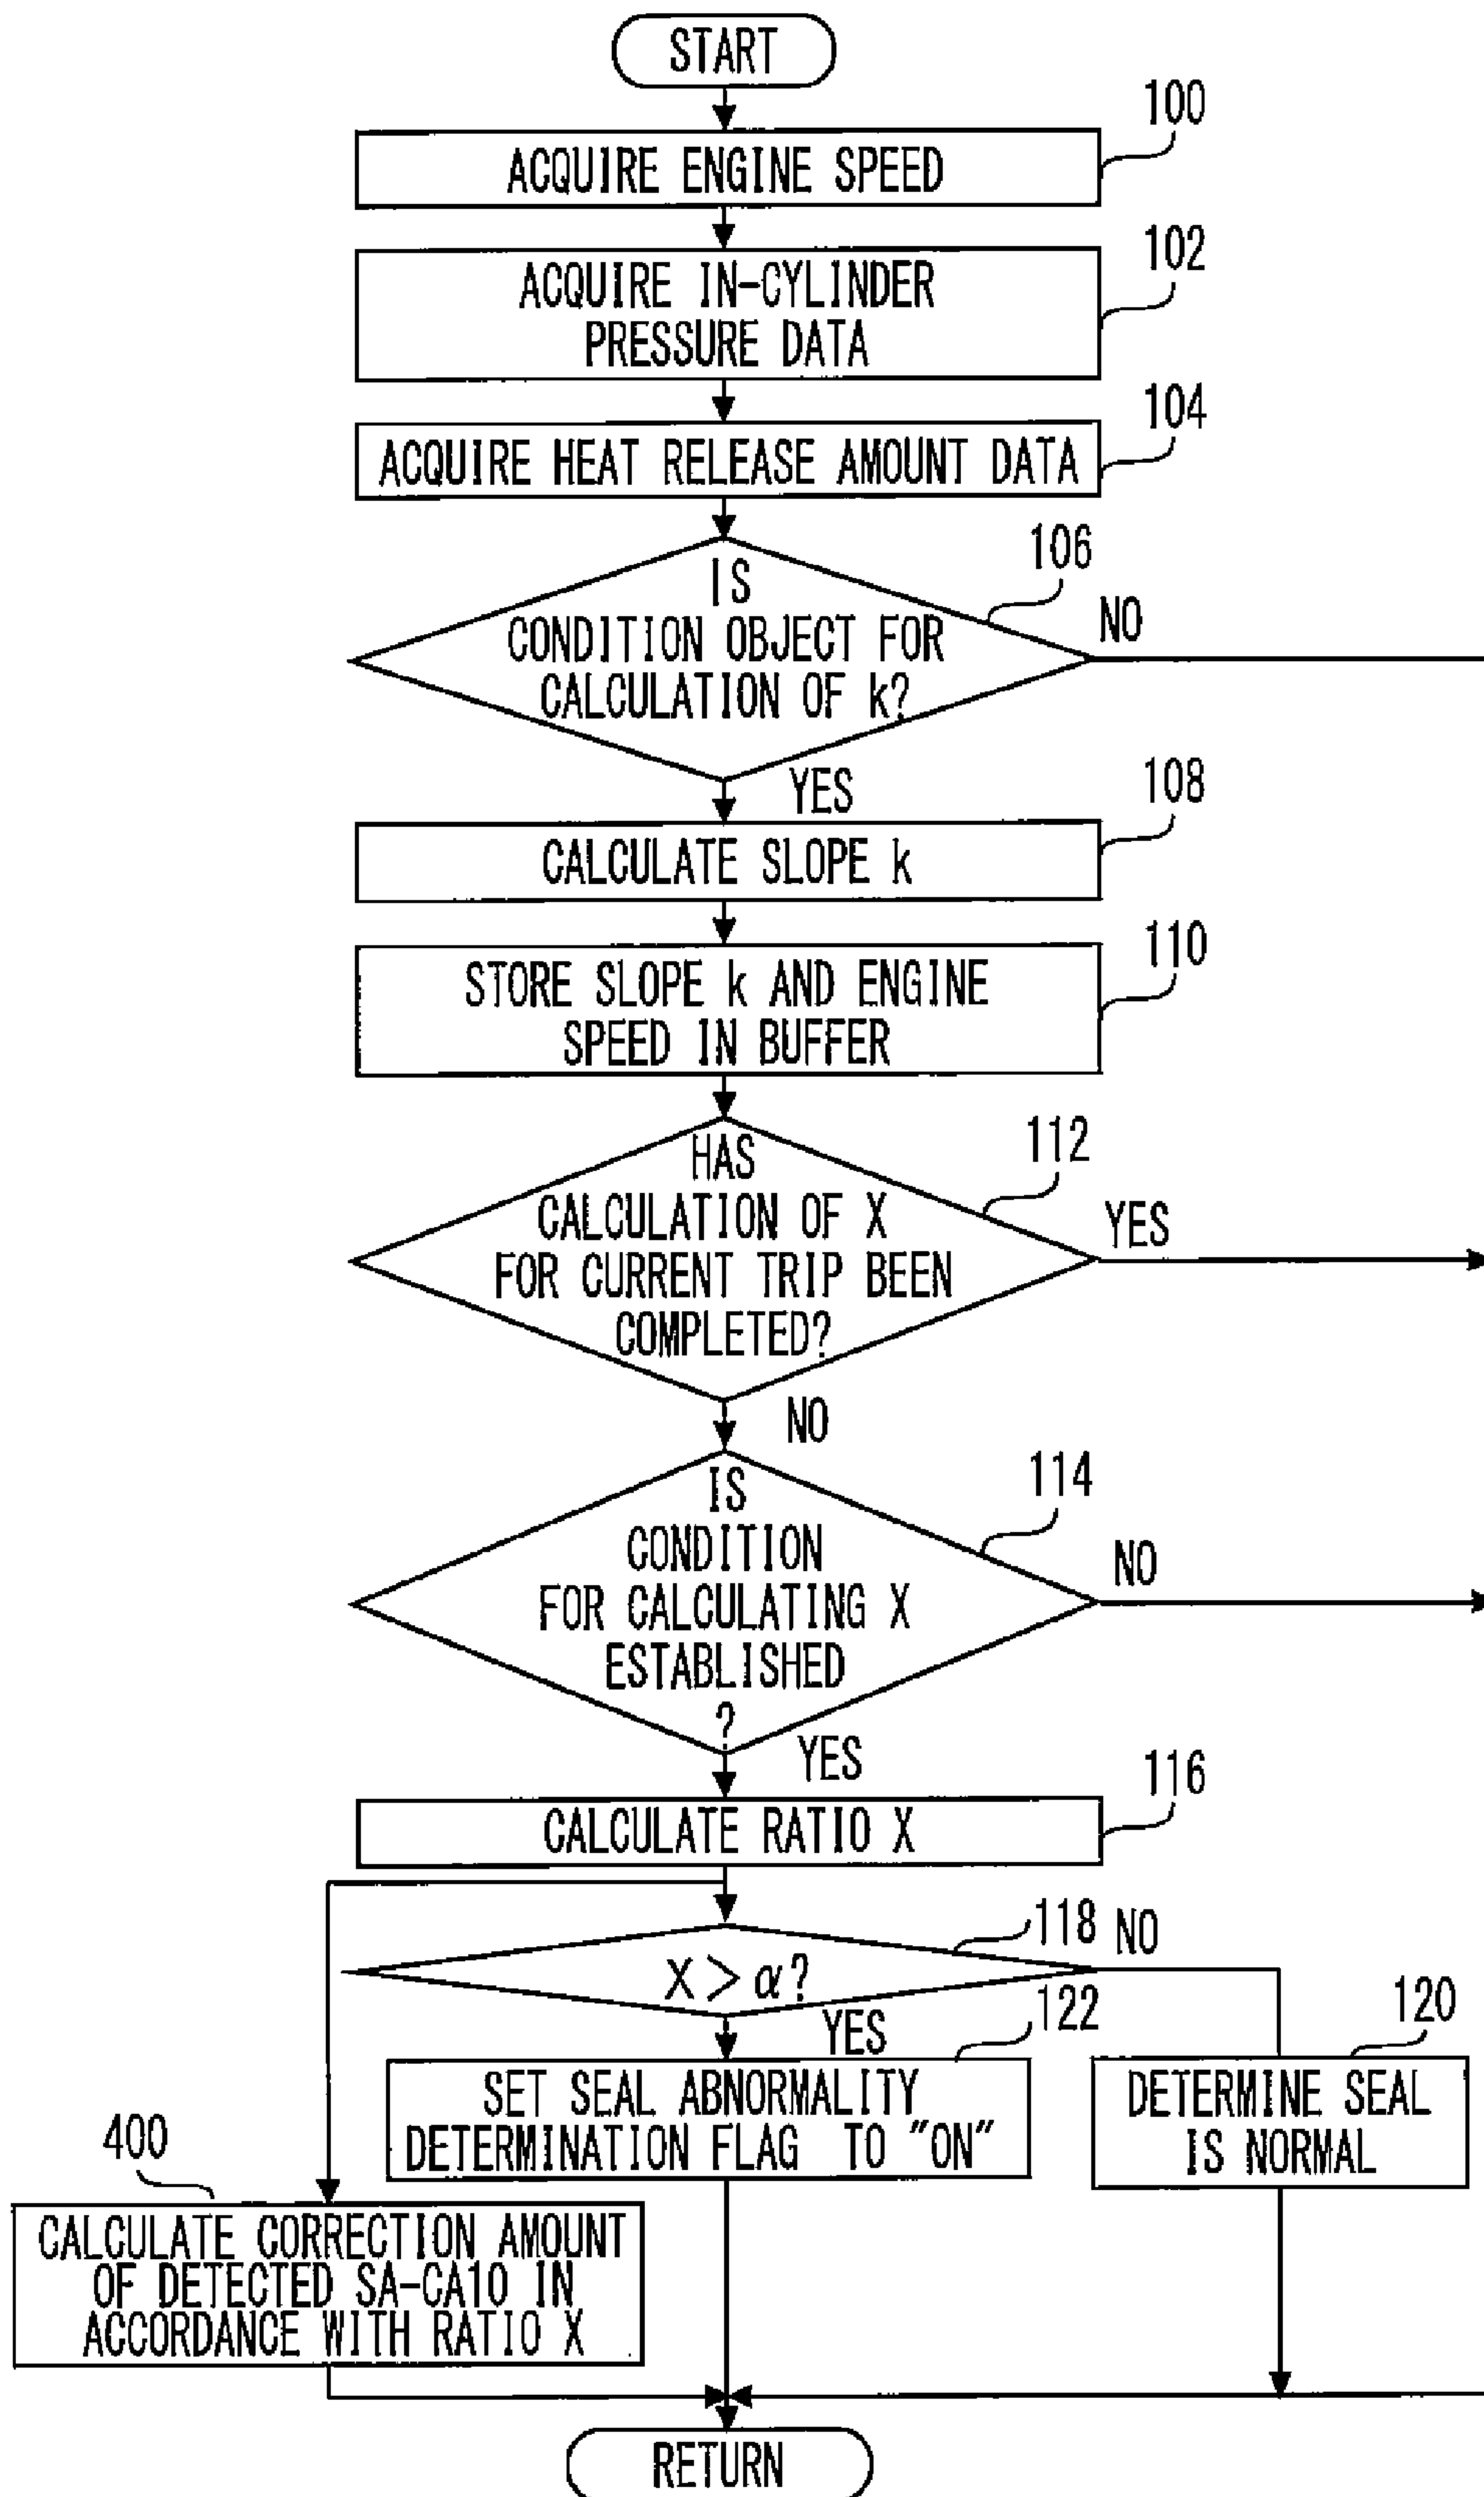 START
100
ACQUIRE ENGINE SPEED
102
ACQUIRE IN-CYLINDER
PRESSURE DATA
104
ACQUIRE HEAT RELEASE AMOUNT DATA
106
IS
CONDITION OBJECT FOR
CALCULATION OF k?
NO
YES
108
CALCULATE SLOPE k
110
STORE SLOPE k AND ENGINE
SPEED IN BUFFER
112
HAS
CALCULATION OF X
FOR CURRENT TRIP BEEN
COMPLETED?
YES
NO
114
IS
CONDITION
FOR CALCULATING X
ESTABLISHED
?
NO
YES
116
CALCULATE RATIO X
118
NO
X > α?
YES
122
120
SET SEAL ABNORMALITY
DETERMINATION FLAG TO "ON"
DETERMINE SEAL
IS NORMAL
400
CALCULATE CORRECTION AMOUNT
OF DETECTED SA-CA10 IN
ACCORDANCE WITH RATIO X
RETURN